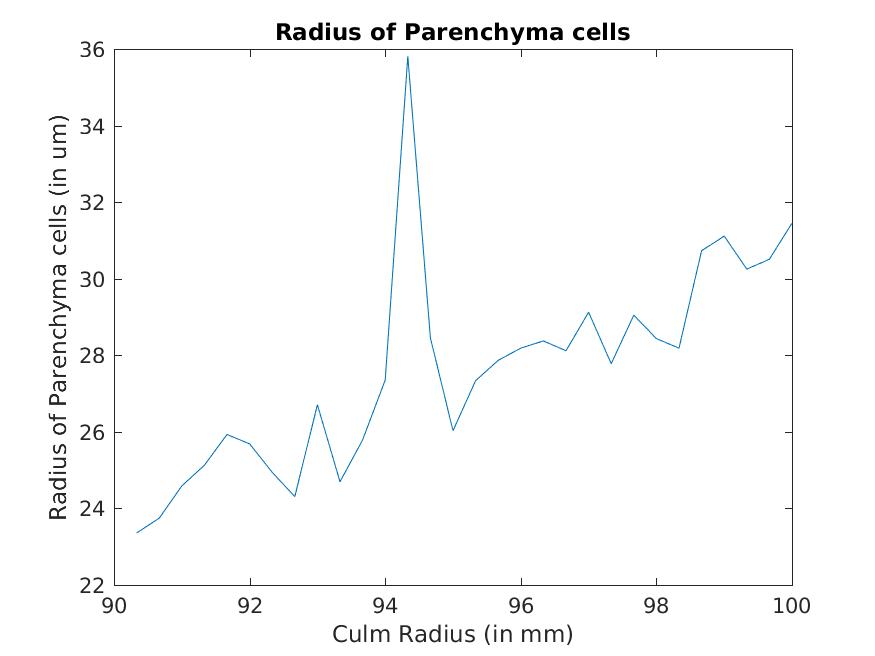 Radius of Parenchyma cells
36
34
32
30
28
26
24
22
Radius of Parenchyma cells (in um)
90 92 94 96 98 100
Culm Radius (in mm)